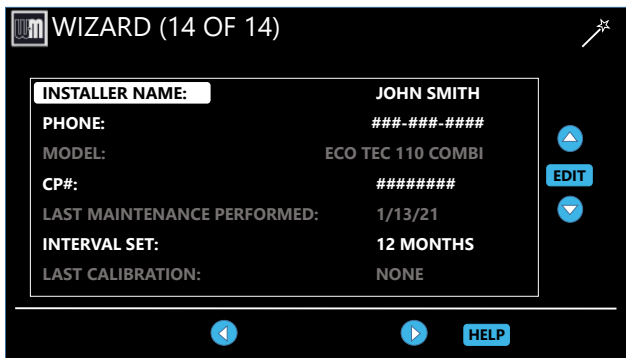 wm WIZARD (14 OF 14)
INSTALLER NAME: JOHN SMITH
PHONE: ###-###-####
MODEL: ECO TEC 110 COMBI
CP#: ########
EDIT
LAST MAINTENANCE PERFORMED: 1/13/21
INTERVAL SET: 12 MONTHS
LAST CALIBRATION: NONE
HELP